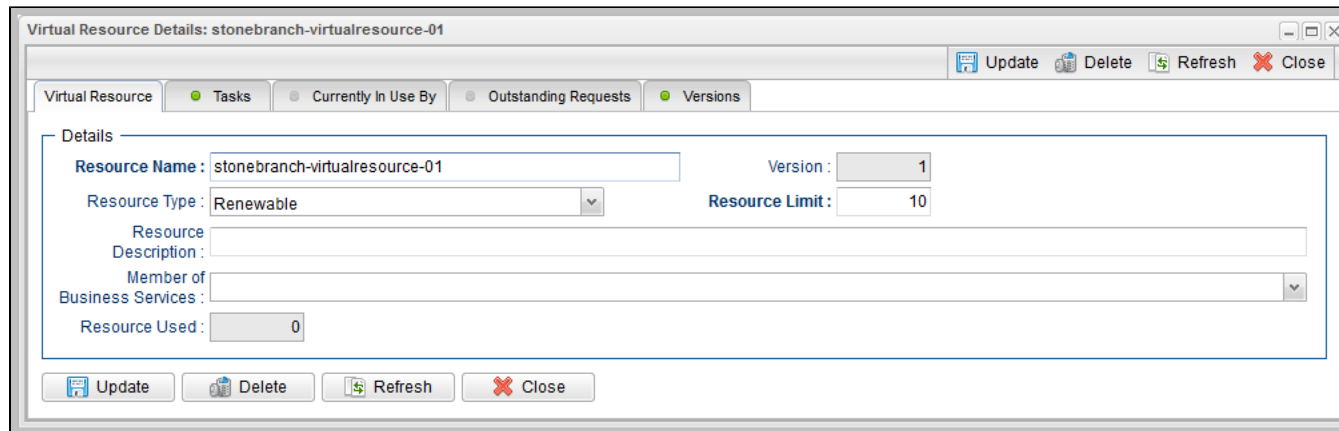 Virtual Resource Details: stonebranch-virtualresource-01
Update Delete Refresh Close
Virtual Resource Tasks Currently In Use By Outstanding Requests Versions
Details
Resource Name : stonebranch-virtualresource-01 Version : 1
Resource Type : Renewable Resource Limit : 10
Resource
Description :
Member of
Business Services :
Resource Used : 0
Update Delete Refresh Close